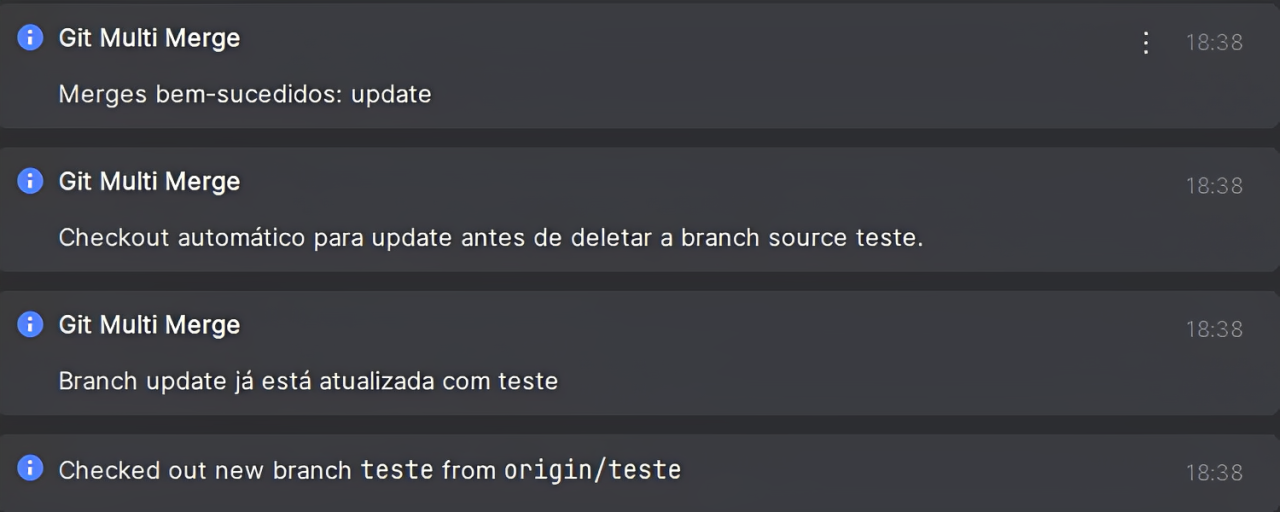 Git Multi Merge
18:38
Merges bem-sucedidos: update
Git Multi Merge
18:38
Checkout automático para update antes de deletar a branch source teste.
Git Multi Merge
18:38
Branch update já está atualizada com teste
Checked out new branch teste from origin/teste
18:38